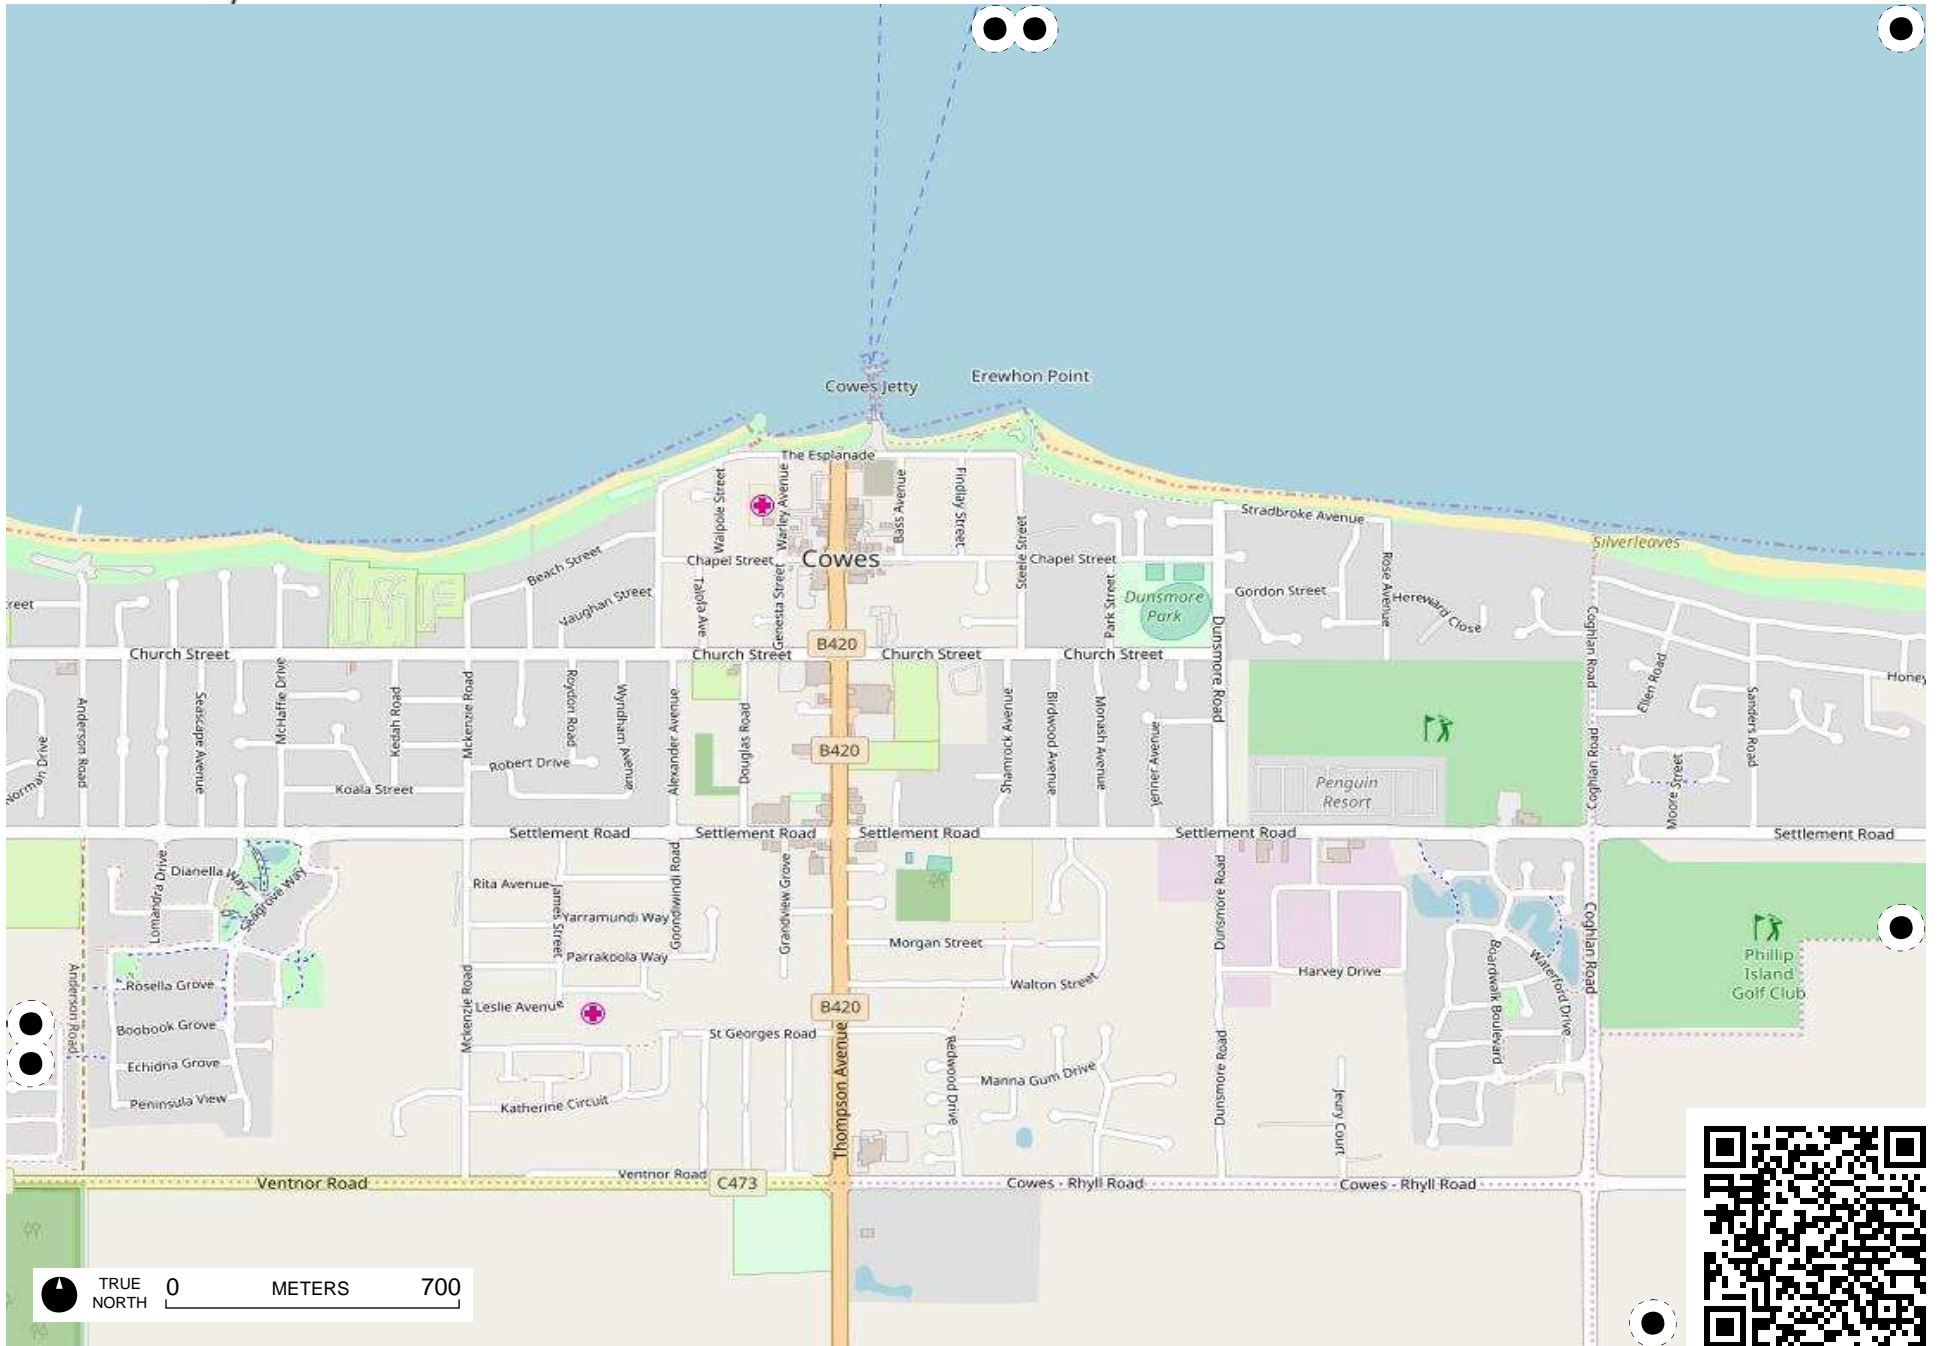 Cowes Jetty
Erewhon Point
The Esplanade
Walpole Street
Warley Avenue
Bass Avenue
Findlay Street
Steele Street
Stradbroke Avenue
Silverleaves
Beach Street
Chapel Street
Cowes
Chapel Street
Rose Avenue
Vaughan Street
Genesta Street
Park Street
Dunsmore
Park
Gordon Street
Hereward Close
Coghlan Road
reet
B420
Church Street
Church Street
Church Street
Church Street
Dunsmore Road
Ellen Road
Honey
Anderson Road
Seascape Avenue
McHaffie Drive
Kedah Road
Mckenzie Road
Roydon Road
Wyndham Avenue
Alexander Avenue
Douglas Road
Shamrock Avenue
Birdwood Avenue
Monash Avenue
Jenner Avenue
Sanders Road
Norman Drive
B420
Coghlan Road
Robert Drive
Koala Street
Penguin
Resort
Moore Street
Settlement Road
Settlement Road
Settlement Road
Settlement Road
Settlement Road
Dianella Way
Lomandra Drive
Seagrove Way
Rita Avenue
James Street
Yarramundi Way
Goondiwindi Road
Grandview Grove
Dunsmore Road
Coghlan Road
Morgan Street
Parrakoola Way
Harvey Drive
Boardwalk Boulevard
Waterford Drive
Phillip
Island
Golf Club
Anderson Road
Rosella Grove
Walton Street
Mckenzie Road
Leslie Avenue
B420
Boobook Grove
St Georges Road
Echidna Grove
Thompson Avenue
Redwood Drive
Manna Gum Drive
Dunsmore Road
Jeury Court
Peninsula View
Katherine Circuit
Ventnor Road
Ventnor Road
C473
Cowes - Rhyll Road
Cowes - Rhyll Road
TRUE
NORTH
0 METERS 700